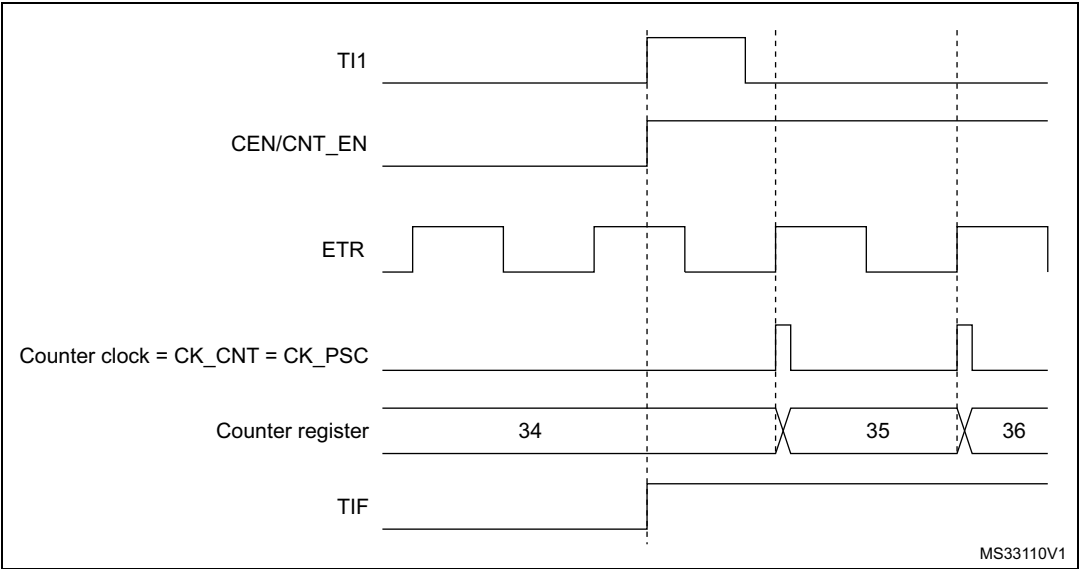 TI1
CEN/CNT_EN
ETR
Counter clock = CK_CNT = CK_PSC
Counter register 34 35 36
TIF
MS33110V1